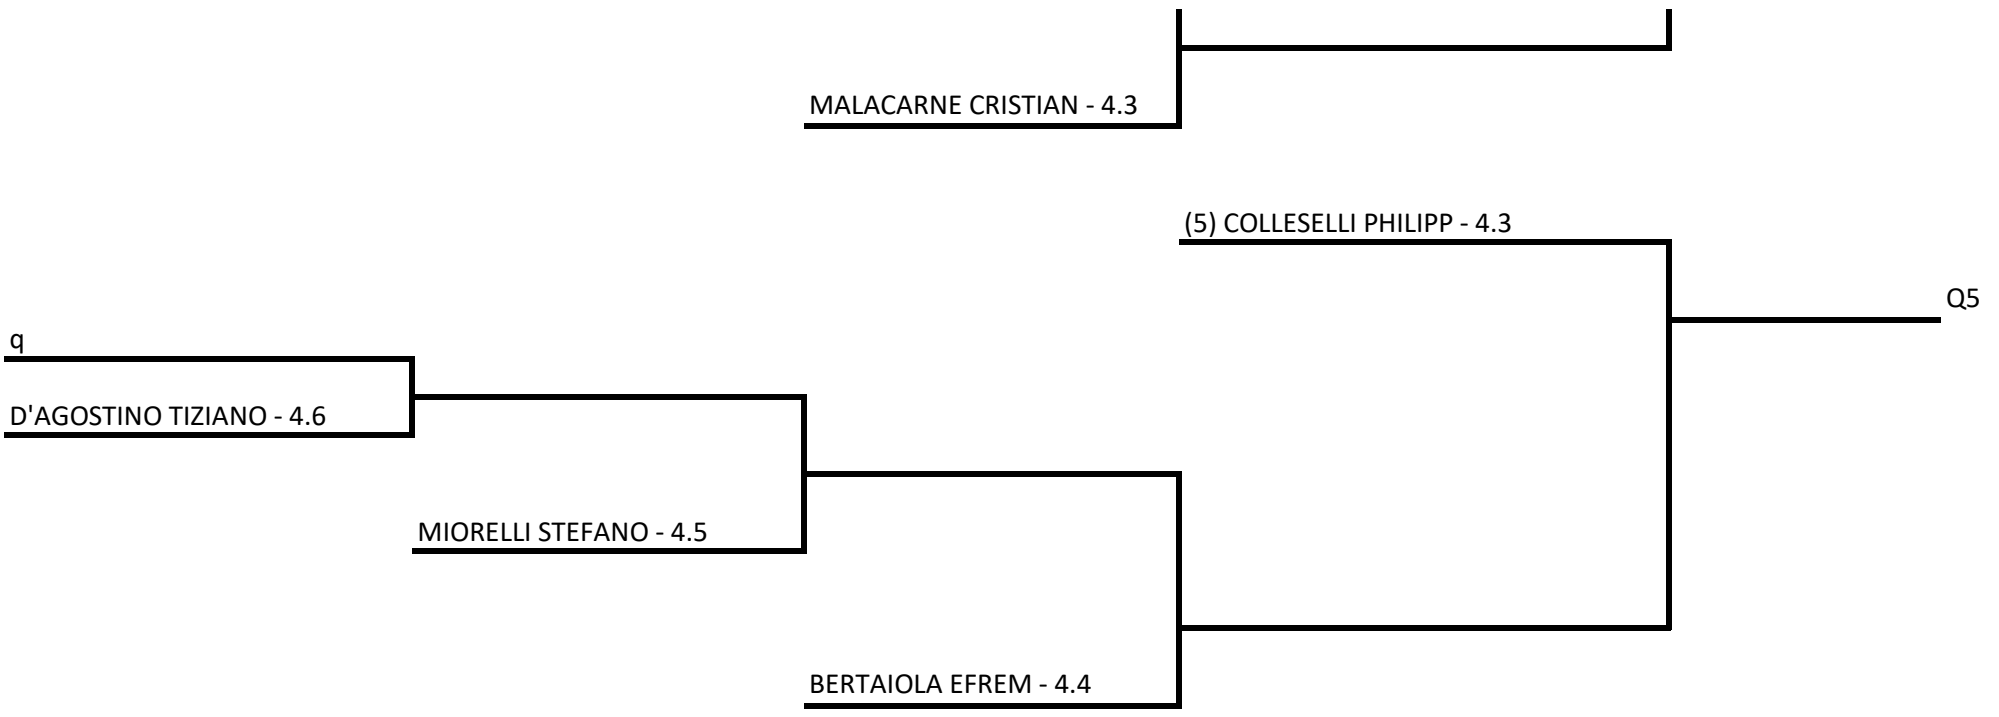 MALACARNE CRISTIAN - 4.3
(5) COLLESELLI PHILIPP - 4.3
Q5
q
D'AGOSTINO TIZIANO - 4.6
MIORELLI STEFANO - 4.5
BERTAIOLA EFREM - 4.4